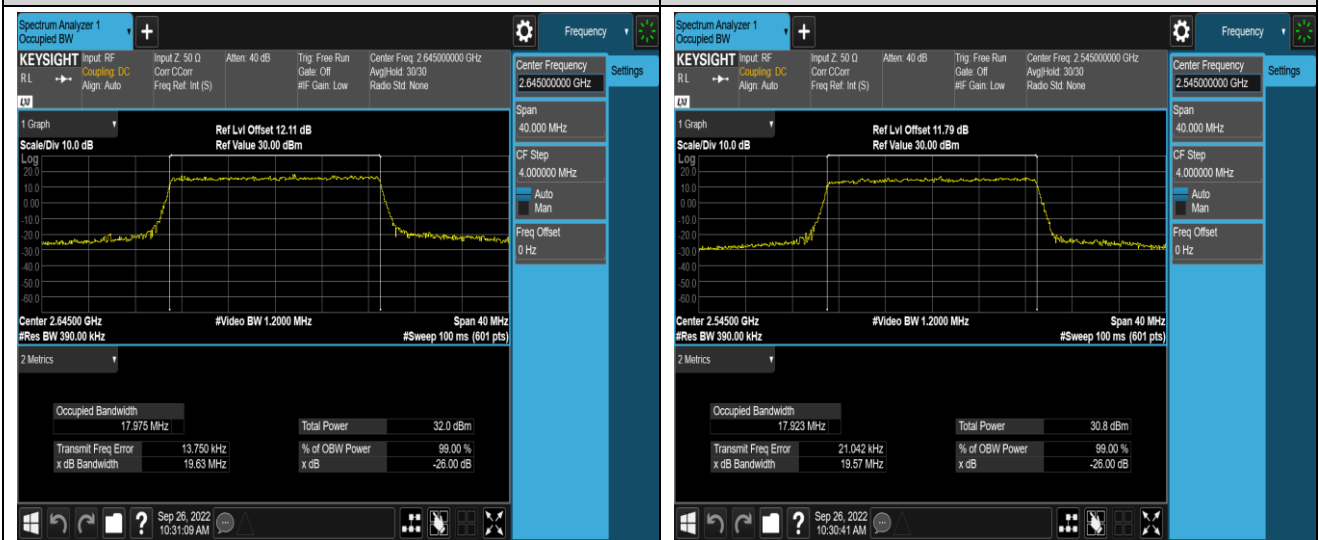 Spectrum Analyzer 1
Occupied BW
+
Frequency
KEYSIGHT
RL
LXI
Input: RF
Coupling: DC
Align: Auto
Input Z: 50 Ω
Corr CCorr
Freq Ref: Int (S)
Atten: 40 dB
Trig: Free Run
Gate: Off
#IF Gain: Low
Center Freq: 2.645000000 GHz
Avg|Hold: 30/30
Radio Std: None
Center Frequency
2.645000000 GHz
Settings
Span
40.000 MHz
CF Step
4.000000 MHz
Auto
Man
Freq Offset
0 Hz
1 Graph
Scale/Div 10.0 dB
Ref Lvl Offset 12.11 dB
Ref Value 30.00 dBm
Log
20.0
10.0
0.00
-10.0
-20.0
-30.0
-40.0
-50.0
-60.0
Center 2.64500 GHz
#Res BW 390.00 kHz
#Video BW 1.2000 MHz
Span 40 MHz
#Sweep 100 ms (601 pts)
2 Metrics
Occupied Bandwidth
17.975 MHz
Total Power 32.0 dBm
Transmit Freq Error 13.750 kHz
% of OBW Power 99.00 %
x dB Bandwidth 19.63 MHz
x dB -26.00 dB
?
Sep 26, 2022
10:31:09 AM
Spectrum Analyzer 1
Occupied BW
+
Frequency
KEYSIGHT
RL
LXI
Input: RF
Coupling: DC
Align: Auto
Input Z: 50 Ω
Corr CCorr
Freq Ref: Int (S)
Atten: 40 dB
Trig: Free Run
Gate: Off
#IF Gain: Low
Center Freq: 2.545000000 GHz
Avg|Hold: 30/30
Radio Std: None
Center Frequency
2.545000000 GHz
Settings
Span
40.000 MHz
CF Step
4.000000 MHz
Auto
Man
Freq Offset
0 Hz
1 Graph
Scale/Div 10.0 dB
Ref Lvl Offset 11.79 dB
Ref Value 30.00 dBm
Log
20.0
10.0
0.00
-10.0
-20.0
-30.0
-40.0
-50.0
-60.0
Center 2.54500 GHz
#Res BW 390.00 kHz
#Video BW 1.2000 MHz
Span 40 MHz
#Sweep 100 ms (601 pts)
2 Metrics
Occupied Bandwidth
17.923 MHz
Total Power 30.8 dBm
Transmit Freq Error 21.042 kHz
% of OBW Power 99.00 %
x dB Bandwidth 19.57 MHz
x dB -26.00 dB
?
Sep 26, 2022
10:30:41 AM